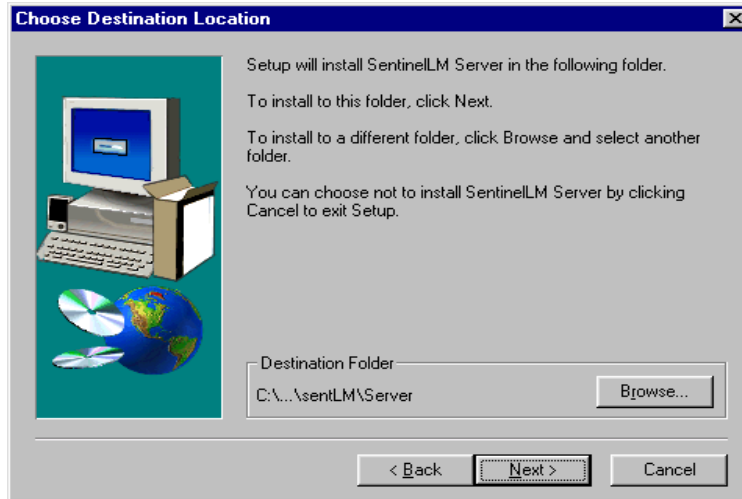 Choose Destination Location
Setup will install SentinelLM Server in the following folder.
To install to this folder, click Next.
To install to a different folder, click Browse and select another
folder.
You can choose not to install SentinelLM Server by clicking
Cancel to exit Setup.
Destination Folder
C:\...\sentLM\Server
Browse...
< Back
Next >
Cancel